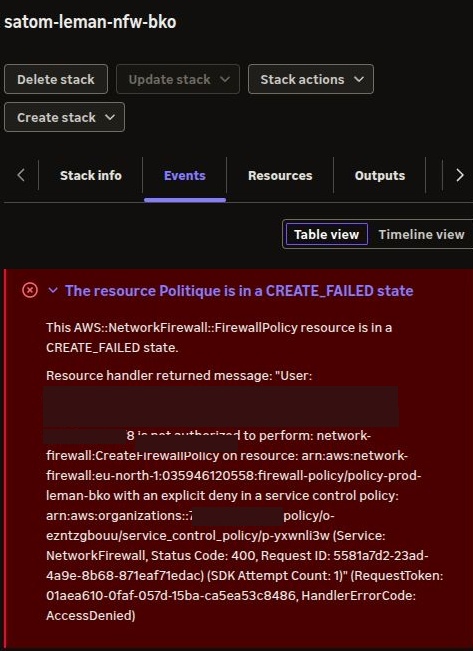 satom-leman-nfw-bko
Delete stack
Update stack
Stack actions
Create stack
Stack info
Events
Resources
Outputs
Table view
Timeline view
The resource Politique is in a CREATE_FAILED state
This AWS::NetworkFirewall::FirewallPolicy resource is in a
CREATE_FAILED state.
Resource handler returned message: "User:
8 is not authorized to perform: network-
firewall:CreateFirewallPolicy on resource: arn:aws:network-
firewall:eu-north-1:035946120558:firewall-policy/policy-prod-
leman-bko with an explicit deny in a service control policy:
arn:aws:organizations::7 policy/o-
ezntzgbouu/service_control_policy/p-yxwnli3w (Service:
NetworkFirewall, Status Code: 400, Request ID: 5581a7d2-23ad-
4a9e-8b68-871eaf71edac) (SDK Attempt Count: 1)" (RequestToken:
01aea610-0faf-057d-15ba-ca5ea53c8486, HandlerErrorCode:
AccessDenied)